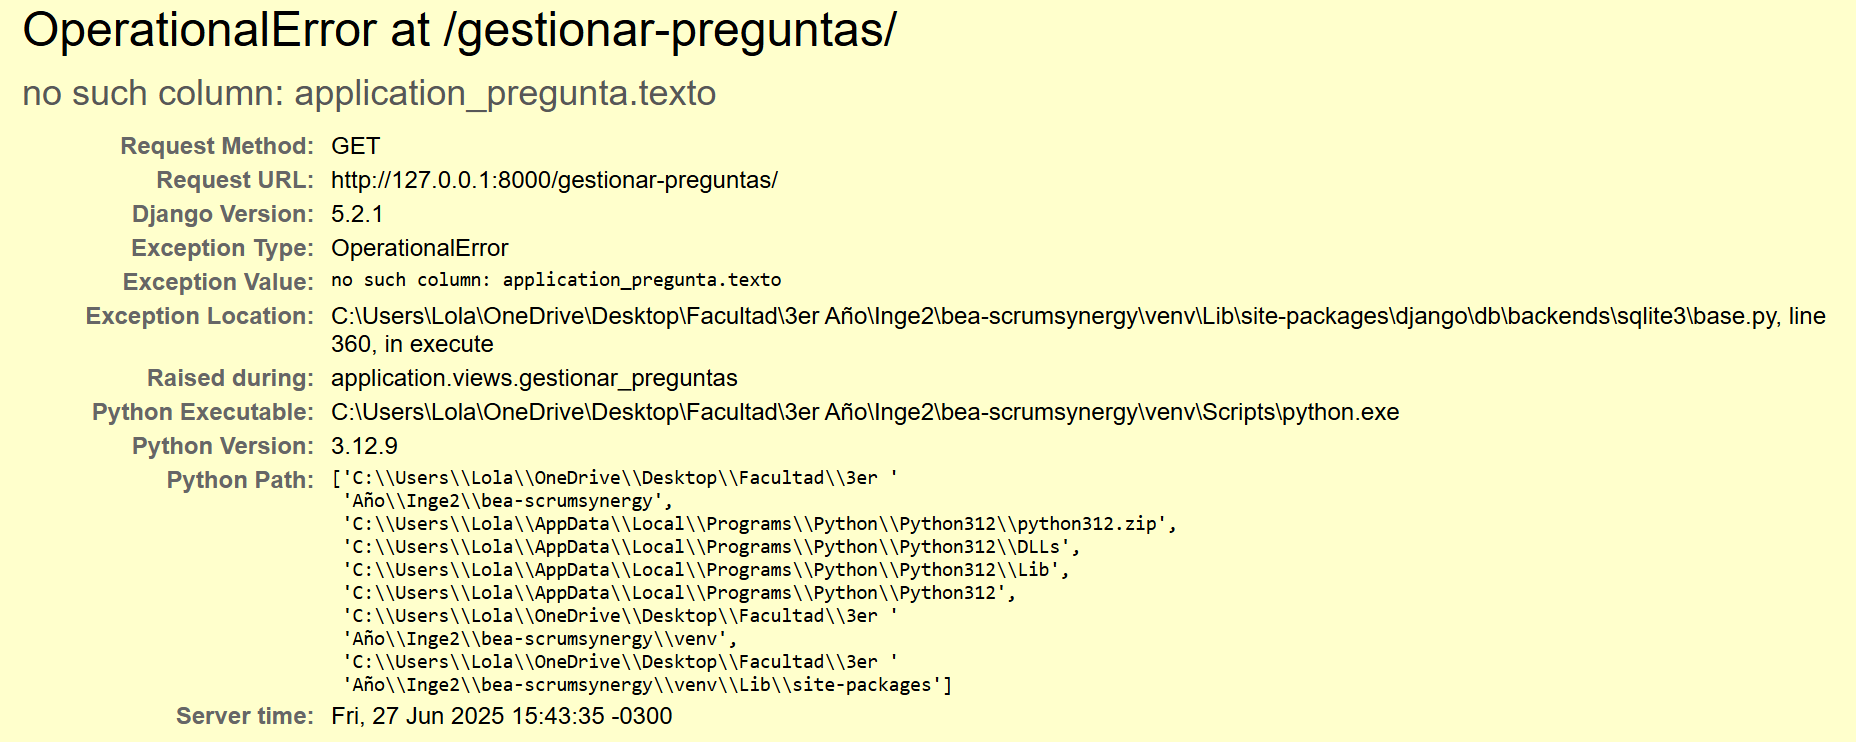 OperationalError at /gestionar-preguntas/
no such column: application_pregunta.texto
Request Method: GET
Request URL: http://127.0.0.1:8000/gestionar-preguntas/
Django Version: 5.2.1
Exception Type: OperationalError
Exception Value: no such column: application_pregunta.texto
Exception Location: C:\Users\Lola\OneDrive\Desktop\Facultad\3er Año\Inge2\bea-scrumsynergy\venv\Lib\site-packages\django\db\backends\sqlite3\base.py, line
360, in execute
Raised during: application.views.gestionar_preguntas
Python Executable: C:\Users\Lola\OneDrive\Desktop\Facultad\3er Año\Inge2\bea-scrumsynergy\venv\Scripts\python.exe
Python Version: 3.12.9
Python Path: ['C:\\Users\\Lola\\OneDrive\\Desktop\\Facultad\\3er '
'Año\\Inge2\\bea-scrumsynergy',
'C:\\Users\\Lola\\AppData\\Local\\Programs\\Python\\Python312\\python312.zip',
'C:\\Users\\Lola\\AppData\\Local\\Programs\\Python\\Python312\\DLLs',
'C:\\Users\\Lola\\AppData\\Local\\Programs\\Python\\Python312\\Lib',
'C:\\Users\\Lola\\AppData\\Local\\Programs\\Python\\Python312',
'C:\\Users\\Lola\\OneDrive\\Desktop\\Facultad\\3er '
'Año\\Inge2\\bea-scrumsynergy\\venv',
'C:\\Users\\Lola\\OneDrive\\Desktop\\Facultad\\3er '
'Año\\Inge2\\bea-scrumsynergy\\venv\\Lib\\site-packages']
Server time: Fri, 27 Jun 2025 15:43:35 -0300